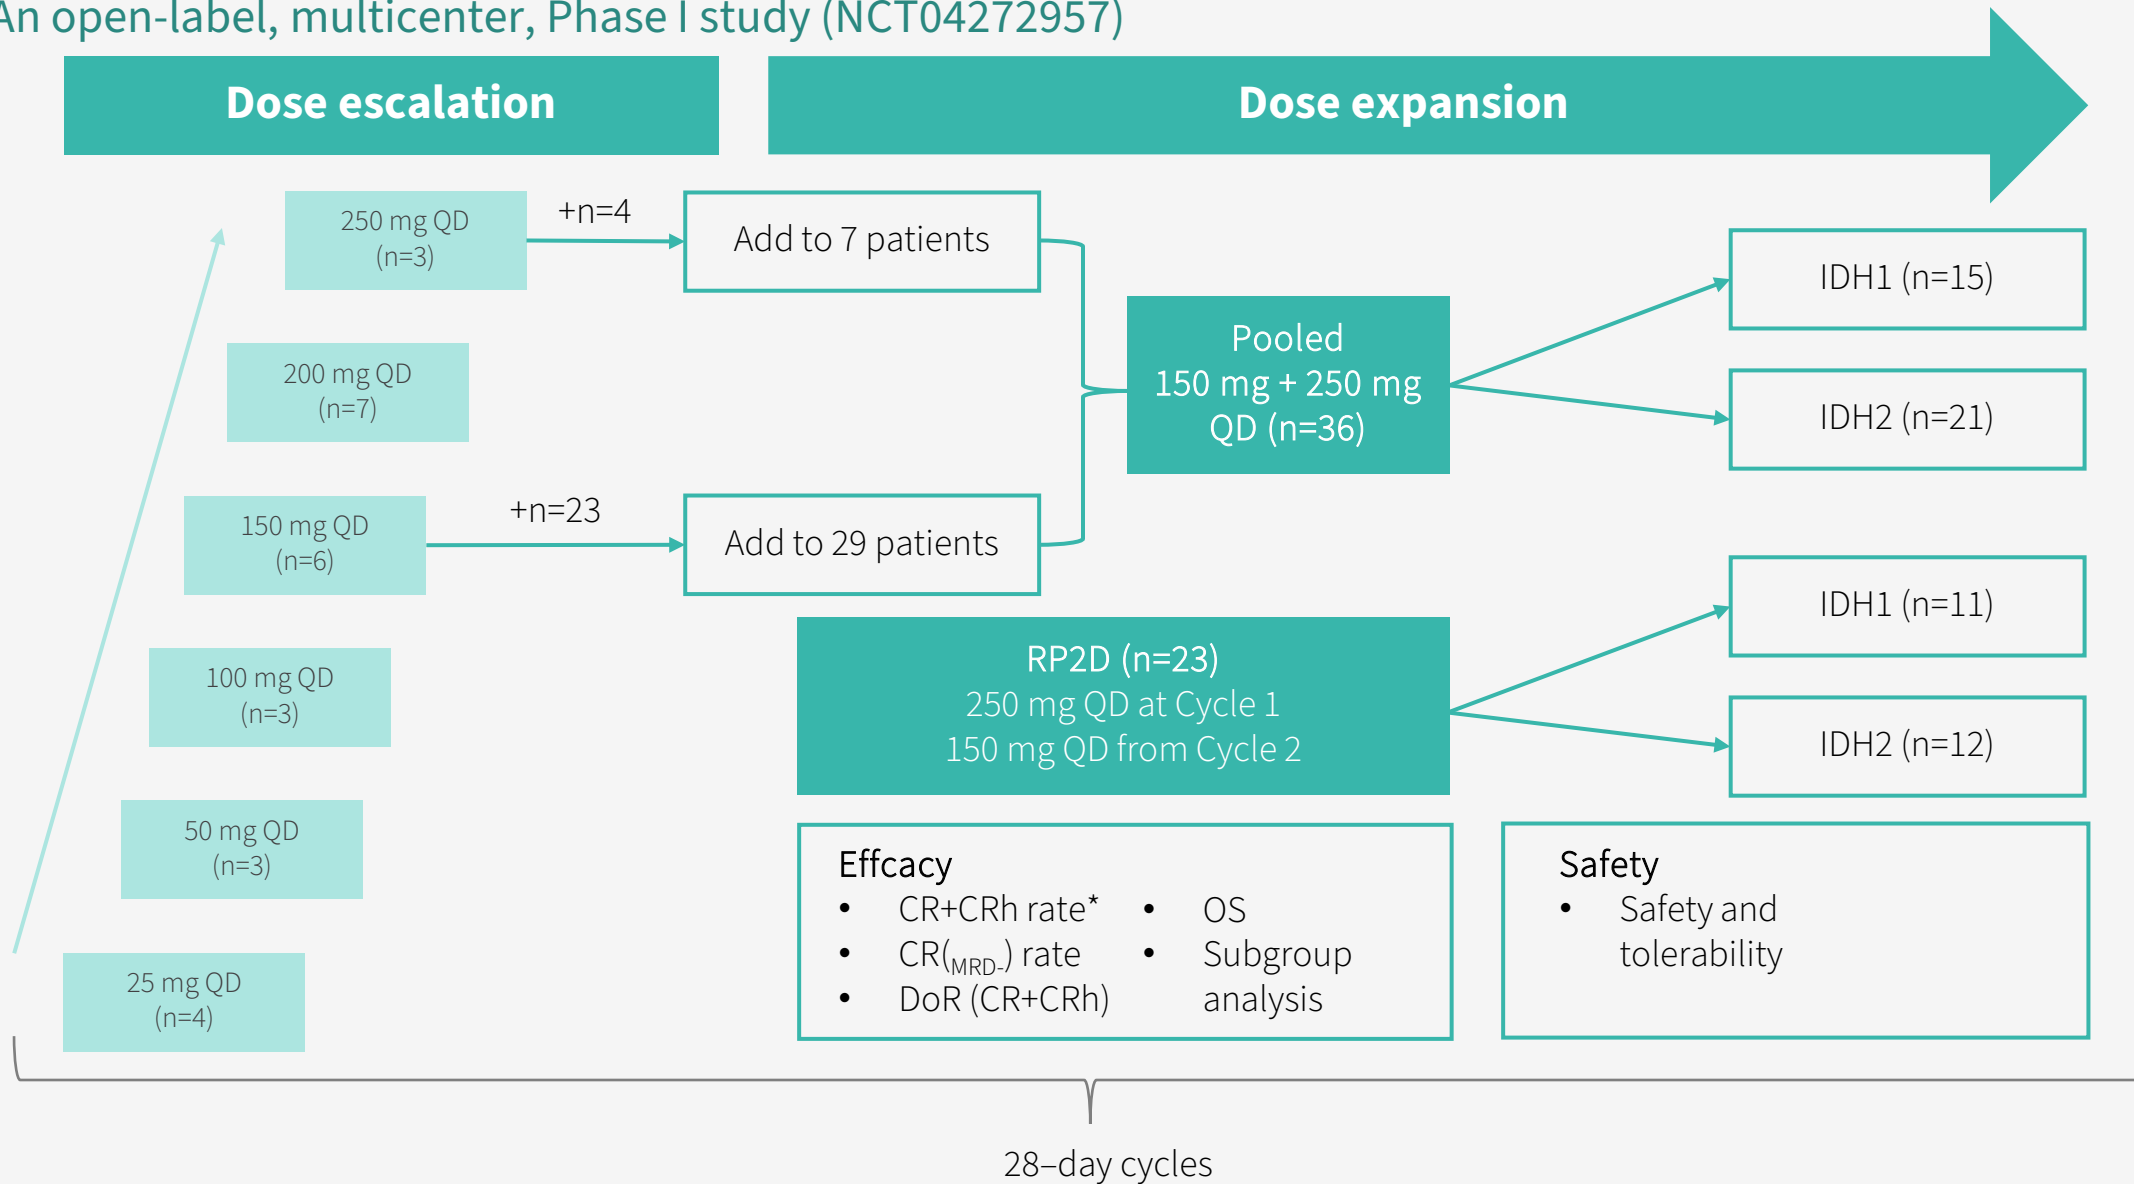 An open-label, multicenter, Phase I study (NCT04272957)
Dose escalation
Dose expansion
250 mg QD
(n=3)
+n=4
Add to 7 patients
200 mg QD
(n=7)
150 mg QD
(n=6)
+n=23
Add to 29 patients
100 mg QD
(n=3)
50 mg QD
(n=3)
25 mg QD
(n=4)
Pooled
150 mg + 250 mg
QD (n=36)
IDH1 (n=15)
IDH2 (n=21)
RP2D (n=23)
250 mg QD at Cycle 1
150 mg QD from Cycle 2
IDH1 (n=11)
IDH2 (n=12)
Effcacy
• CR+CRh rate*
• CR(MRD-) rate
• DoR (CR+CRh)
• OS
• Subgroup
analysis
Safety
• Safety and
tolerability
28–day cycles